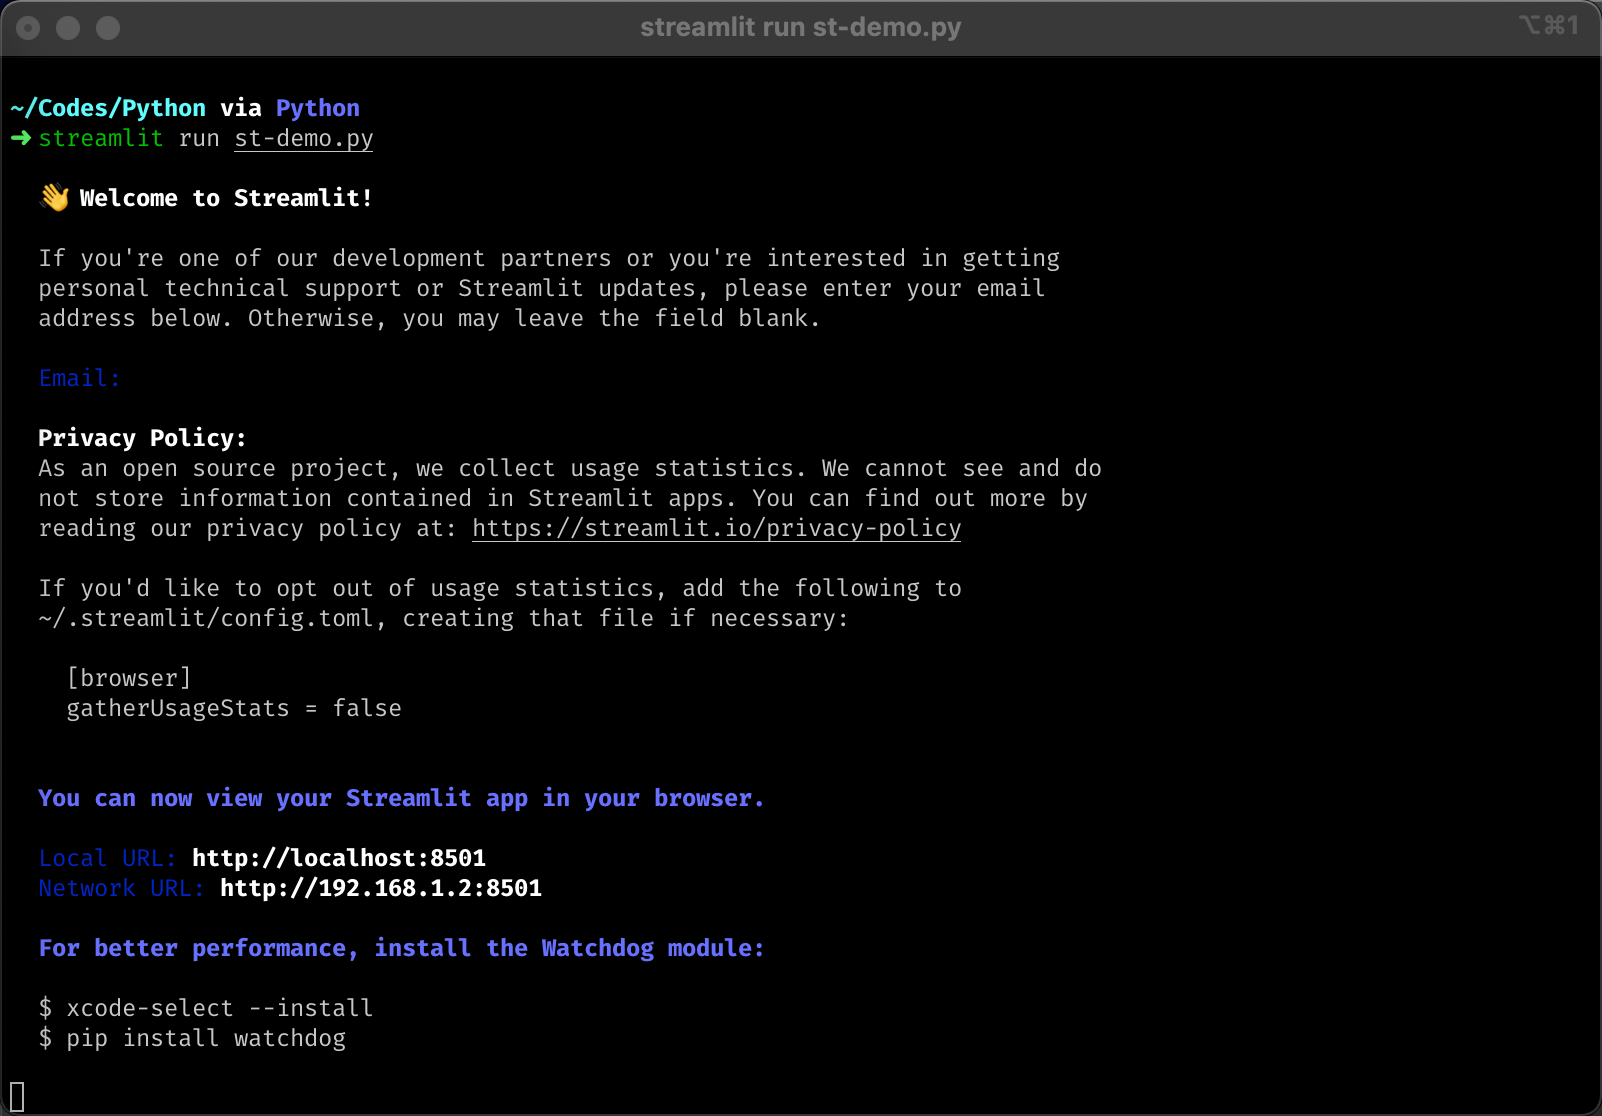 streamlit run st-demo.py
⌥⌘1
~/Codes/Python via Python
➜ streamlit run st-demo.py
👋 Welcome to Streamlit!
If you're one of our development partners or you're interested in getting
personal technical support or Streamlit updates, please enter your email
address below. Otherwise, you may leave the field blank.
Email:
Privacy Policy:
As an open source project, we collect usage statistics. We cannot see and do
not store information contained in Streamlit apps. You can find out more by
reading our privacy policy at: https://streamlit.io/privacy-policy
If you'd like to opt out of usage statistics, add the following to
~/.streamlit/config.toml, creating that file if necessary:
[browser]
gatherUsageStats = false
You can now view your Streamlit app in your browser.
Local URL: http://localhost:8501
Network URL: http://192.168.1.2:8501
For better performance, install the Watchdog module:
$ xcode-select --install
$ pip install watchdog